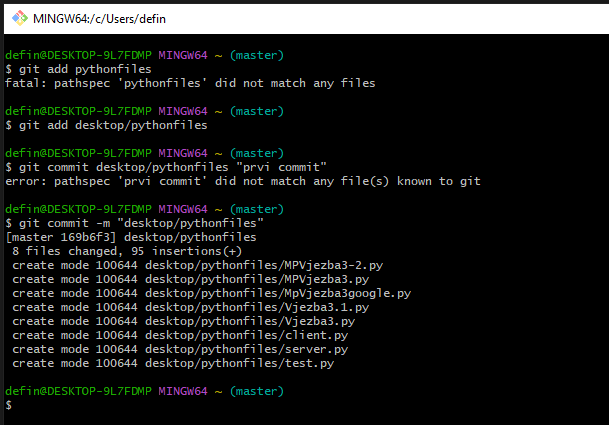 MINGW64:/c/Users/defin
defin@DESKTOP-9L7FDMP MINGW64 ~ (master)
$ git add pythonfiles
fatal: pathspec 'pythonfiles' did not match any files
defin@DESKTOP-9L7FDMP MINGW64 ~ (master)
$ git add desktop/pythonfiles
defin@DESKTOP-9L7FDMP MINGW64 ~ (master)
$ git commit desktop/pythonfiles "prvi commit"
error: pathspec 'prvi commit' did not match any file(s) known to git
defin@DESKTOP-9L7FDMP MINGW64 ~ (master)
$ git commit -m "desktop/pythonfiles"
[master 169b6f3] desktop/pythonfiles
 8 files changed, 95 insertions(+)
 create mode 100644 desktop/pythonfiles/MPVjezba3-2.py
 create mode 100644 desktop/pythonfiles/MPVjezba3.py
 create mode 100644 desktop/pythonfiles/MpVjezba3google.py
 create mode 100644 desktop/pythonfiles/Vjezba3.1.py
 create mode 100644 desktop/pythonfiles/Vjezba3.py
 create mode 100644 desktop/pythonfiles/client.py
 create mode 100644 desktop/pythonfiles/server.py
 create mode 100644 desktop/pythonfiles/test.py
defin@DESKTOP-9L7FDMP MINGW64 ~ (master)
$